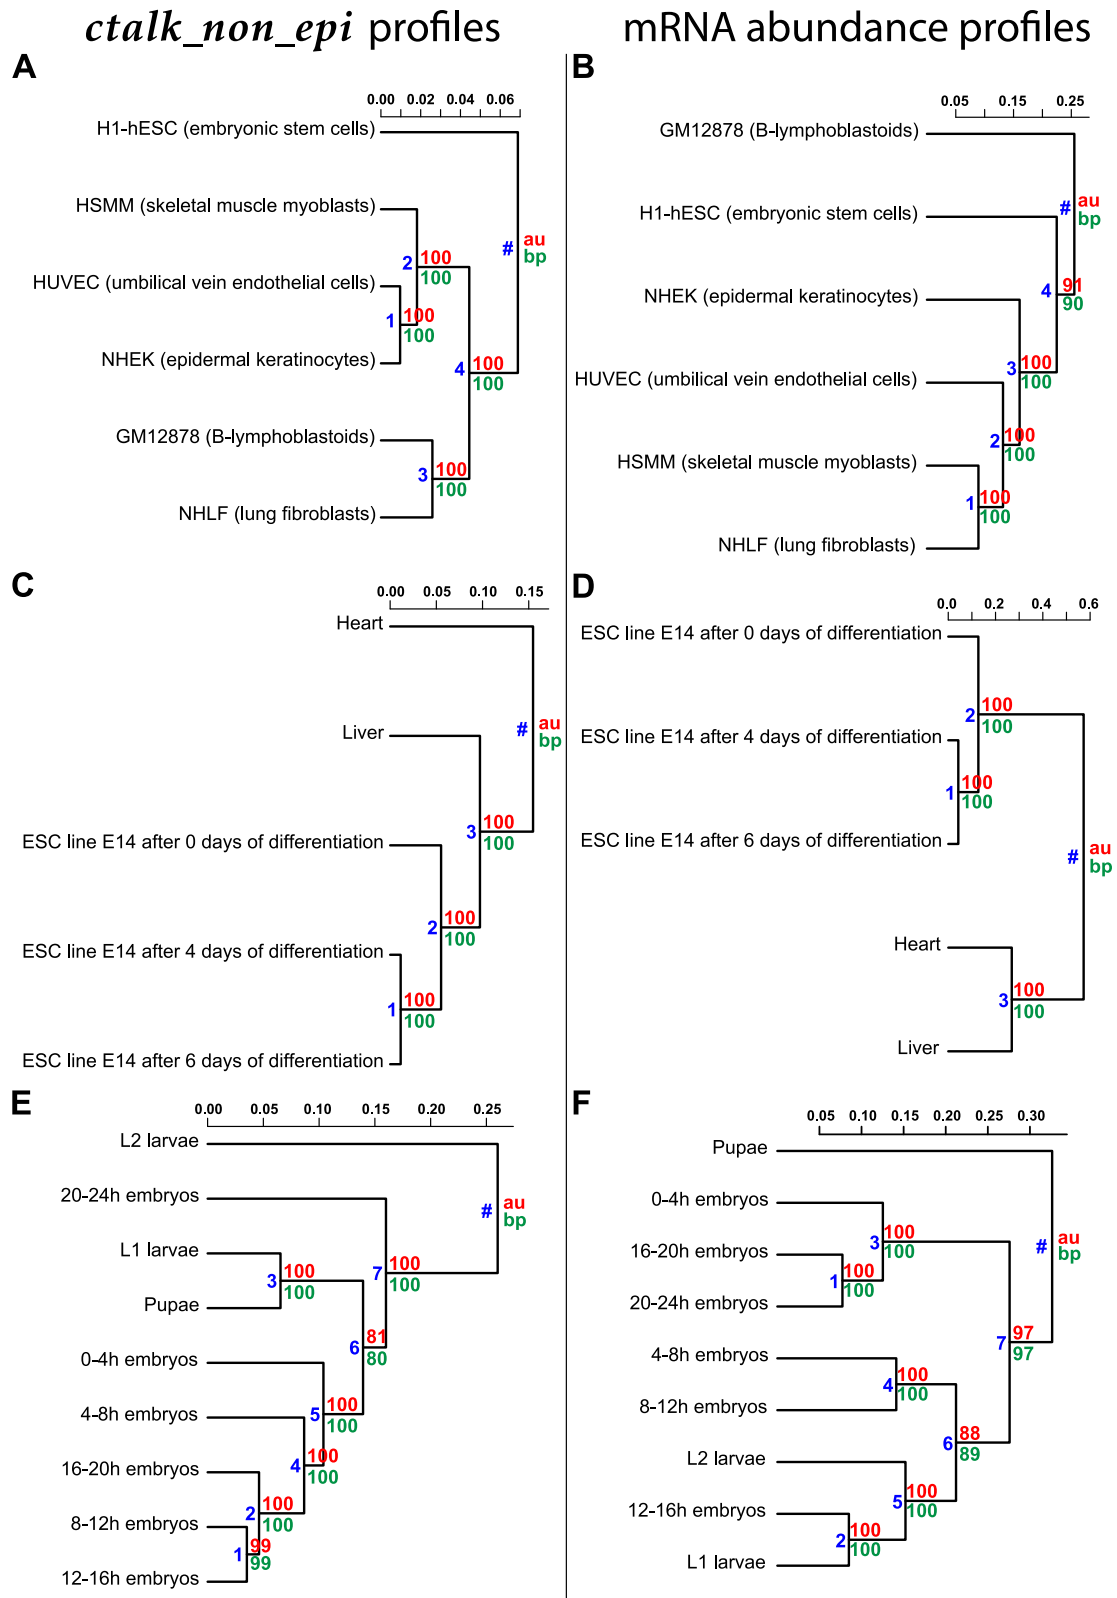 ctalk_non_epi profiles
mRNA abundance profiles
A
0.00 0.02 0.04 0.06
H1-hESC (embryonic stem cells)
HSMM (skeletal muscle myoblasts)
HUVEC (umbilical vein endothelial cells)
NHEK (epidermal keratinocytes)
GM12878 (B-lymphoblastoids)
NHLF (lung fibroblasts)
# au
bp
2 100
100
1 100
100
4 100
100
3 100
100
B
0.05 0.15 0.25
GM12878 (B-lymphoblastoids)
H1-hESC (embryonic stem cells)
NHEK (epidermal keratinocytes)
HUVEC (umbilical vein endothelial cells)
HSMM (skeletal muscle myoblasts)
NHLF (lung fibroblasts)
# au
bp
4 91
90
3 100
100
2 100
100
1 100
100
C
0.00 0.05 0.10 0.15
Heart
Liver
ESC line E14 after 0 days of differentiation
ESC line E14 after 4 days of differentiation
ESC line E14 after 6 days of differentiation
# au
bp
3 100
100
2 100
100
1 100
100
D
0.0 0.2 0.4 0.6
ESC line E14 after 0 days of differentiation
ESC line E14 after 4 days of differentiation
ESC line E14 after 6 days of differentiation
Heart
Liver
2 100
100
1 100
100
# au
bp
3 100
100
E
0.00 0.05 0.10 0.15 0.20 0.25
L2 larvae
20-24h embryos
L1 larvae
Pupae
0-4h embryos
4-8h embryos
16-20h embryos
8-12h embryos
12-16h embryos
# au
bp
7 100
100
3 100
100
6 81
80
5 100
100
4 100
100
2 100
100
1 99
99
F
0.05 0.10 0.15 0.20 0.25 0.30
Pupae
0-4h embryos
16-20h embryos
20-24h embryos
4-8h embryos
8-12h embryos
L2 larvae
12-16h embryos
L1 larvae
# au
bp
3 100
100
1 100
100
7 97
97
4 100
100
6 88
89
5 100
100
2 100
100